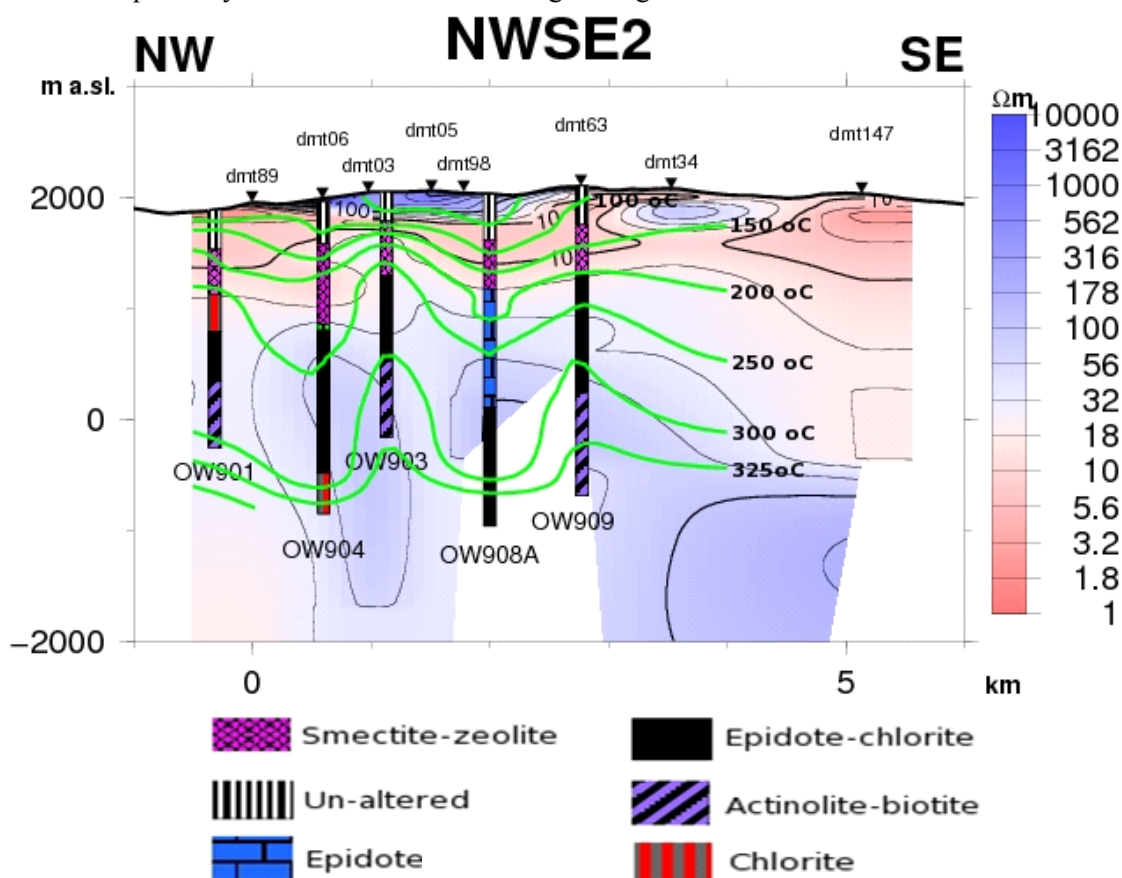 NWSE2
NW
SE
m a.sl.
Ωm
dmt89
dmt06
dmt03
dmt05
dmt98
dmt63
dmt34
dmt147
10000
3162
1000
562
316
178
100
56
32
18
10
5.6
3.2
1.8
1
2000
0
−2000
100
10
10
10
100 oC
150 oC
200 oC
250 oC
300 oC
325oC
OW901
OW904
OW903
OW908A
OW909
0
5
km
Smectite-zeolite
Epidote-chlorite
Un-altered
Actinolite-biotite
Epidote
Chlorite